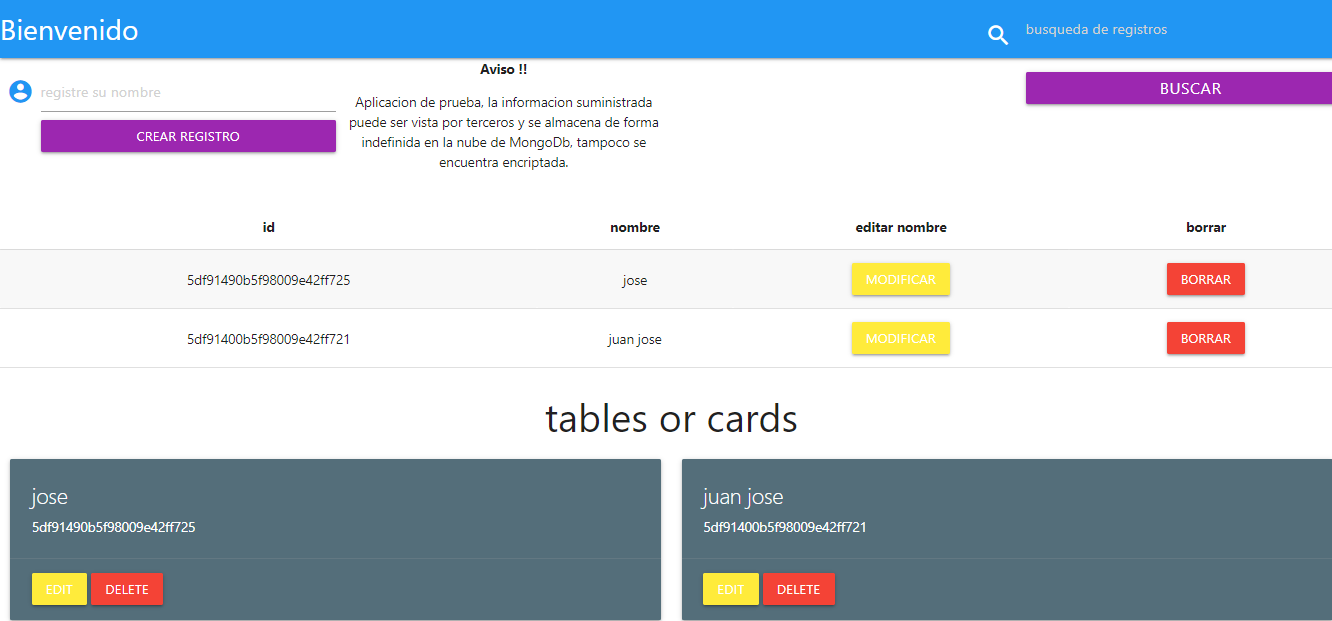 Bienvenido
busqueda de registros
registre su nombre
CREAR REGISTRO
Aviso !!
Aplicacion de prueba, la informacion suministrada
puede ser vista por terceros y se almacena de forma
indefinida en la nube de MongoDb, tampoco se
encuentra encriptada.
BUSCAR
id nombre editar nombre borrar
5df91490b5f98009e42ff725 jose MODIFICAR BORRAR
5df91400b5f98009e42ff721 juan jose MODIFICAR BORRAR
tables or cards
jose
5df91490b5f98009e42ff725
EDIT DELETE
juan jose
5df91400b5f98009e42ff721
EDIT DELETE